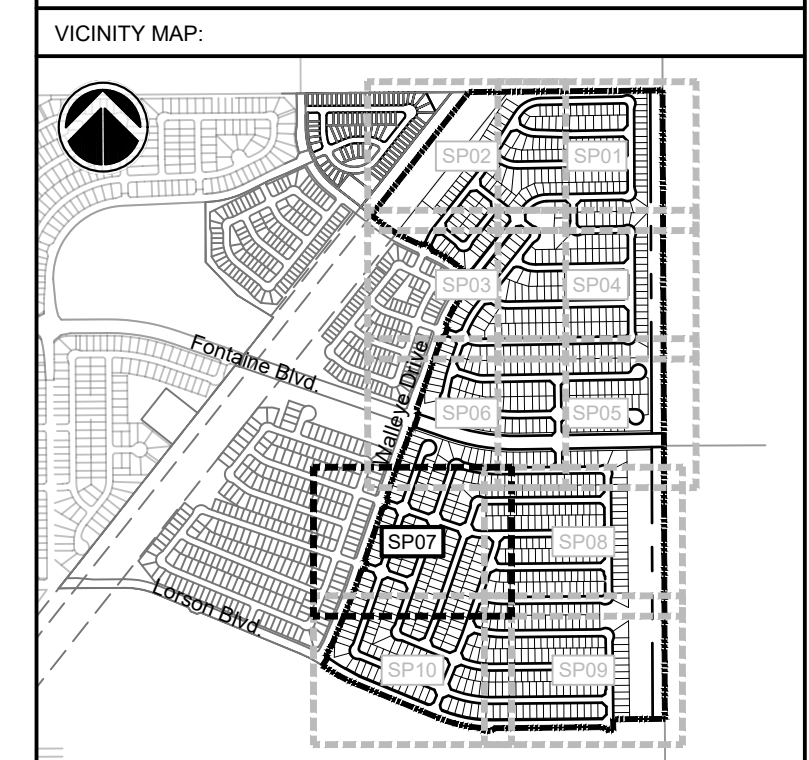 VICINITY MAP:
SP02
SP01
SP03
SP04
Fontaine Blvd.
Walleye Drive
SP06
SP05
SP07
SP08
Lorson Blvd.
SP10
SP09